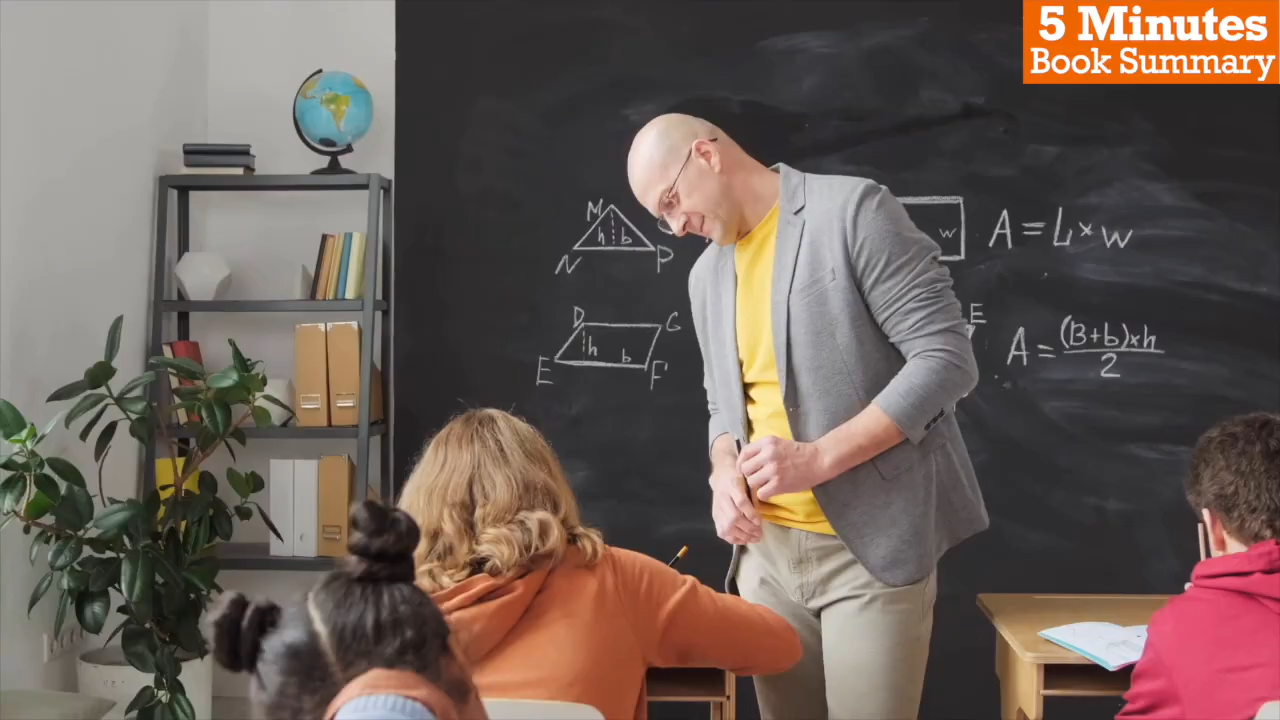 5 Minutes
Book Summary
M
h b
N P
w
A = L × w
D G
h b
E F
E
A = (B+b)×h
2